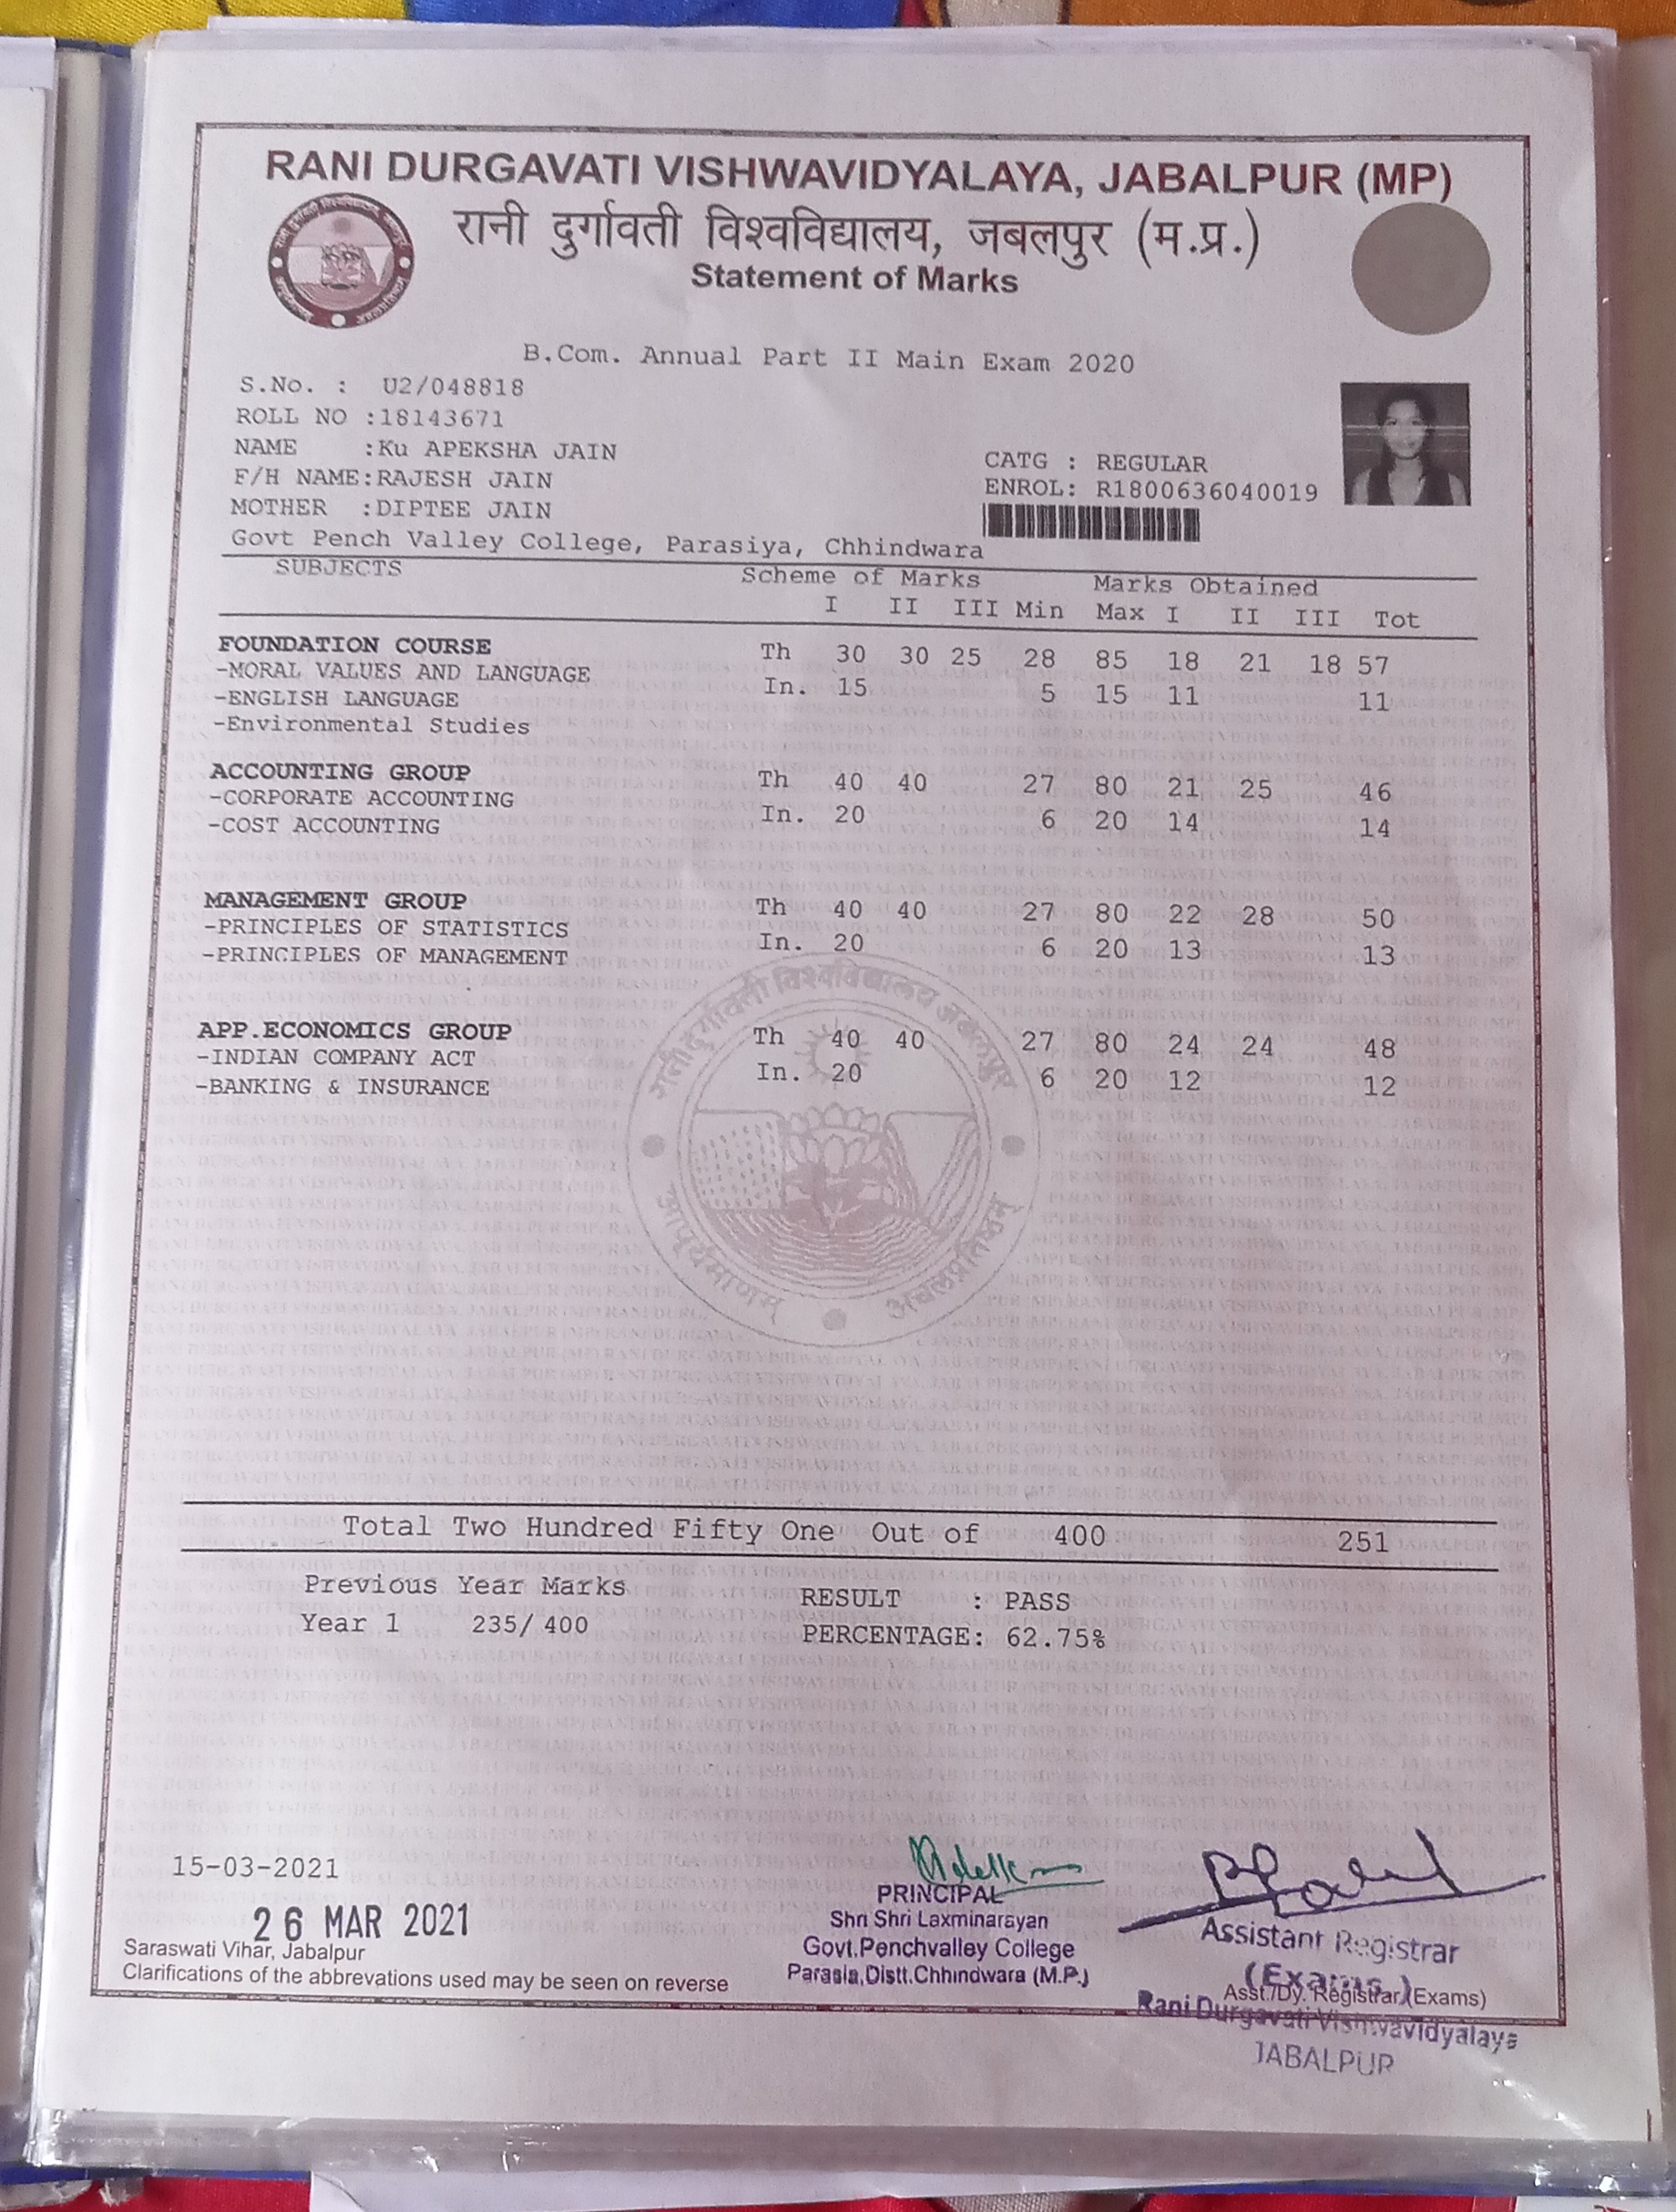 RANI DURGAVATI VISHWAVIDYALAYA, JABALPUR (MP)
रानी दुर्गावती विश्वविद्यालय, जबलपुर (म.प्र.)
Statement of Marks
B.Com. Annual Part II Main Exam 2020
S.No. : U2/048818
ROLL NO :18143671
NAME :Ku APEKSHA JAIN
F/H NAME:RAJESH JAIN
CATG : REGULAR
MOTHER :DIPTEE JAIN
ENROL: R1800636040019
Govt Pench Valley College, Parasiya, Chhindwara
SUBJECTS Scheme of Marks Marks Obtained
I II III Min Max I II III Tot
FOUNDATION COURSE Th 30 30 25 28 85 18 21 18 57
-MORAL VALUES AND LANGUAGE In. 15 5 15 11 11
-ENGLISH LANGUAGE
-Environmental Studies
ACCOUNTING GROUP Th 40 40 27 80 21 25 46
-CORPORATE ACCOUNTING In. 20 6 20 14 14
-COST ACCOUNTING
MANAGEMENT GROUP Th 40 40 27 80 22 28 50
-PRINCIPLES OF STATISTICS In. 20 6 20 13 13
-PRINCIPLES OF MANAGEMENT
APP.ECONOMICS GROUP Th 40 40 27 80 24 24 48
-INDIAN COMPANY ACT In. 20 6 20 12 12
-BANKING & INSURANCE
रानी दुर्गावती विश्वविद्यालय जबलपुर
आपूर्यमाणम् अचलप्रतिष्ठम्
Total Two Hundred Fifty One Out of 400 251
Previous Year Marks RESULT : PASS
Year 1 235/ 400 PERCENTAGE: 62.75%
15-03-2021
26 MAR 2021
Saraswati Vihar, Jabalpur
Clarifications of the abbrevations used may be seen on reverse
PRINCIPAL
Shri Shri Laxminarayan
Govt.Penchvalley College
Parasia,Distt.Chhindwara (M.P.)
Assistant Registrar
(Exams.)
Asst./Dy. Registrar(Exams)
Rani Durgavati Vishwavidyalaya
JABALPUR